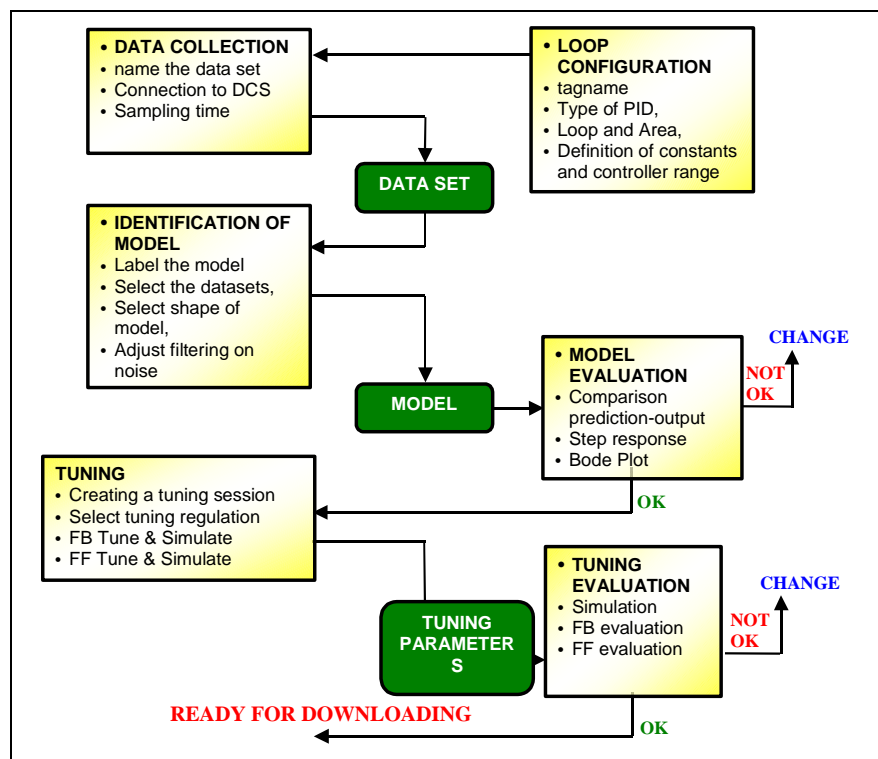 • DATA COLLECTION
• name the data set
• Connection to DCS
• Sampling time
• LOOP
CONFIGURATION
• tagname
• Type of PID,
• Loop and Area,
• Definition of constants
and controller range
DATA SET
• IDENTIFICATION OF
MODEL
• Label the model
• Select the datasets,
• Select shape of
model,
• Adjust filtering on
noise
MODEL
• MODEL
EVALUATION
• Comparison
prediction-output
• Step response
• Bode Plot
CHANGE
NOT
OK
OK
TUNING
• Creating a tuning session
• Select tuning regulation
• FB Tune & Simulate
• FF Tune & Simulate
TUNING
PARAMETER
S
• TUNING
EVALUATION
• Simulation
• FB evaluation
• FF evaluation
CHANGE
NOT
OK
READY FOR DOWNLOADING
OK